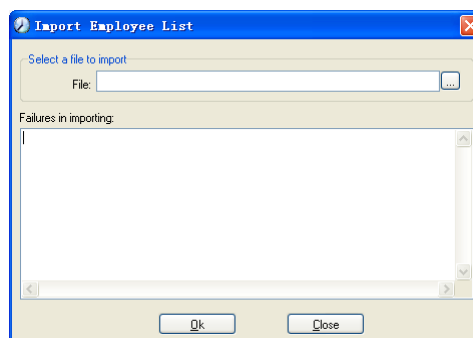 Import Employee List
Select a file to import
File:
...
Failures in importing:
Ok
Close